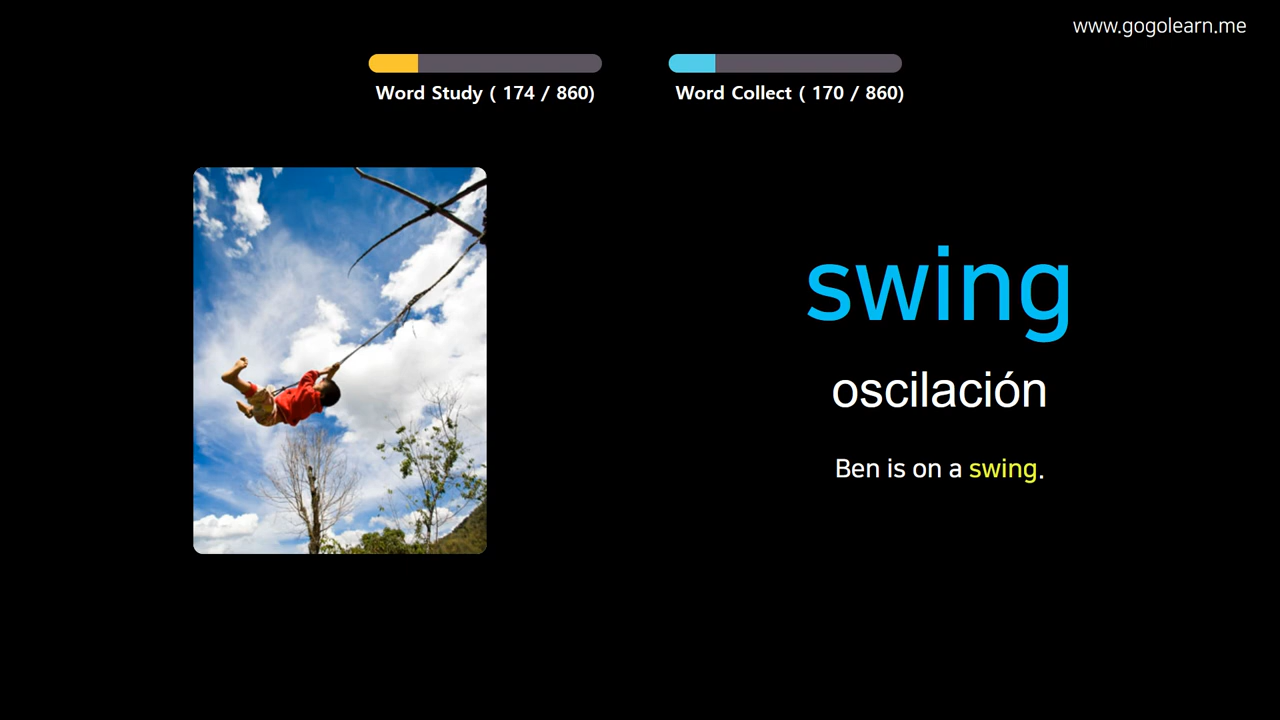 www.gogolearn.me
Word Study ( 174 / 860)
Word Collect ( 170 / 860)
swing
oscilación
Ben is on a swing.